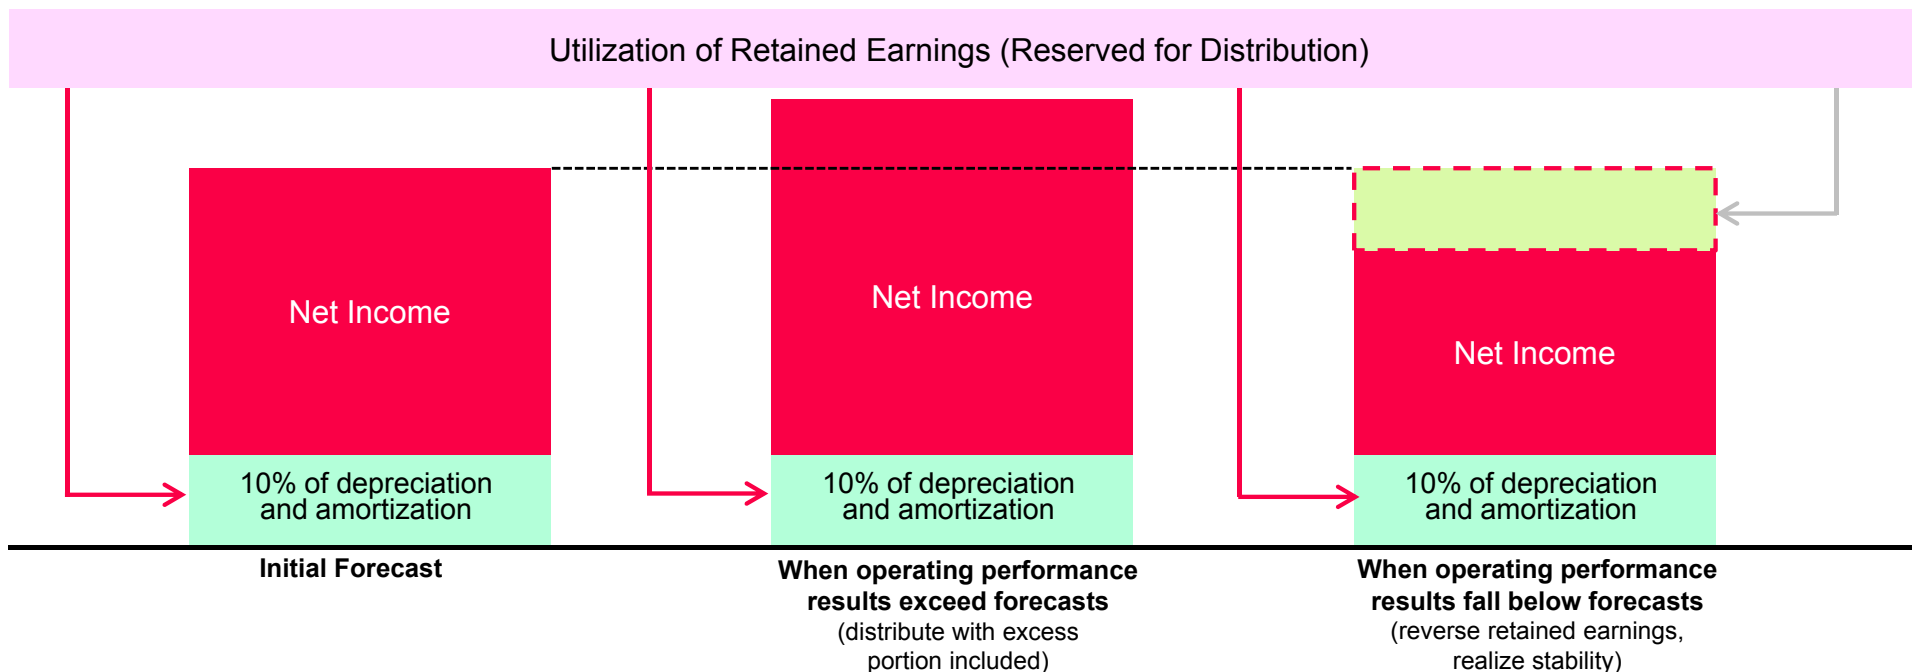 Utilization of Retained Earnings (Reserved for Distribution)
Net Income
10% of depreciation
and amortization
Initial Forecast
Net Income
10% of depreciation
and amortization
When operating performance
results exceed forecasts
(distribute with excess
portion included)
Net Income
10% of depreciation
and amortization
When operating performance
results fall below forecasts
(reverse retained earnings,
realize stability)